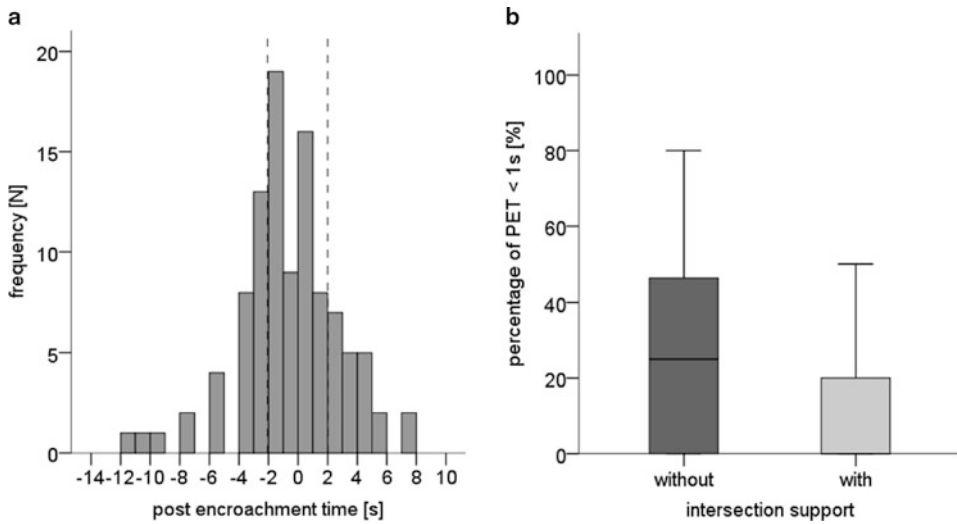 a
frequency [N]
20
15
10
5
0
-14 -12 -10 -8 -6 -4 -2 0 2 4 6 8 10
post encroachment time [s]
b
percentage of PET < 1s [%]
100
80
60
40
20
0
without with
intersection support